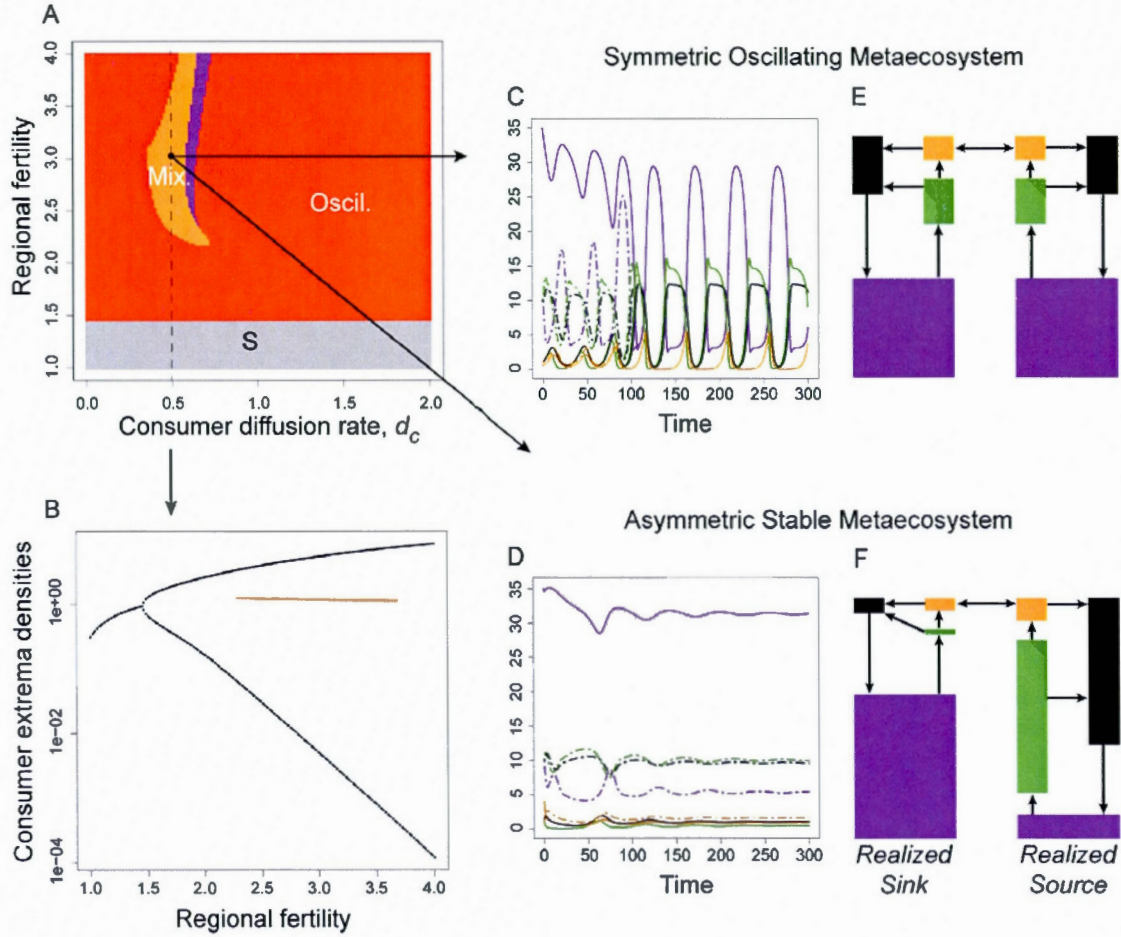 A
Regional fertility
4.0
3.5
3.0
2.5
2.0
1.5
1.0
Mix.
Oscil.
S
0.0 0.5 1.0 1.5 2.0
Consumer diffusion rate, dc
B
Consumer extrema densities
1e+00
1e-02
1e-04
1.0 1.5 2.0 2.5 3.0 3.5 4.0
Regional fertility
Symmetric Oscillating Metaecosystem
C
35
30
25
20
15
10
5
0
0 50 100 150 200 250 300
Time
E
Asymmetric Stable Metaecosystem
D
35
30
25
20
15
10
5
0
0 50 100 150 200 250 300
Time
F
Realized
Sink
Realized
Source